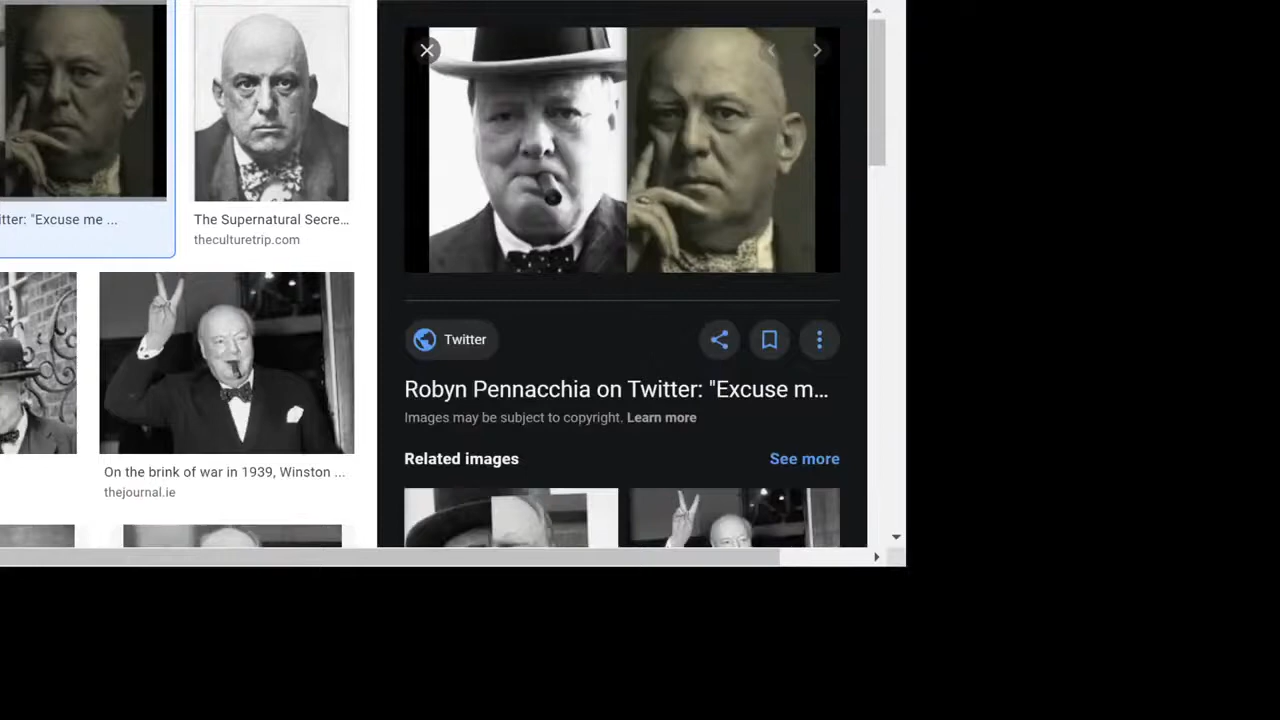 itter: "Excuse me ...
The Supernatural Secre...
theculturetrip.com
On the brink of war in 1939, Winston ...
thejournal.ie
Twitter
Robyn Pennacchia on Twitter: "Excuse m...
Images may be subject to copyright. Learn more
Related images
See more